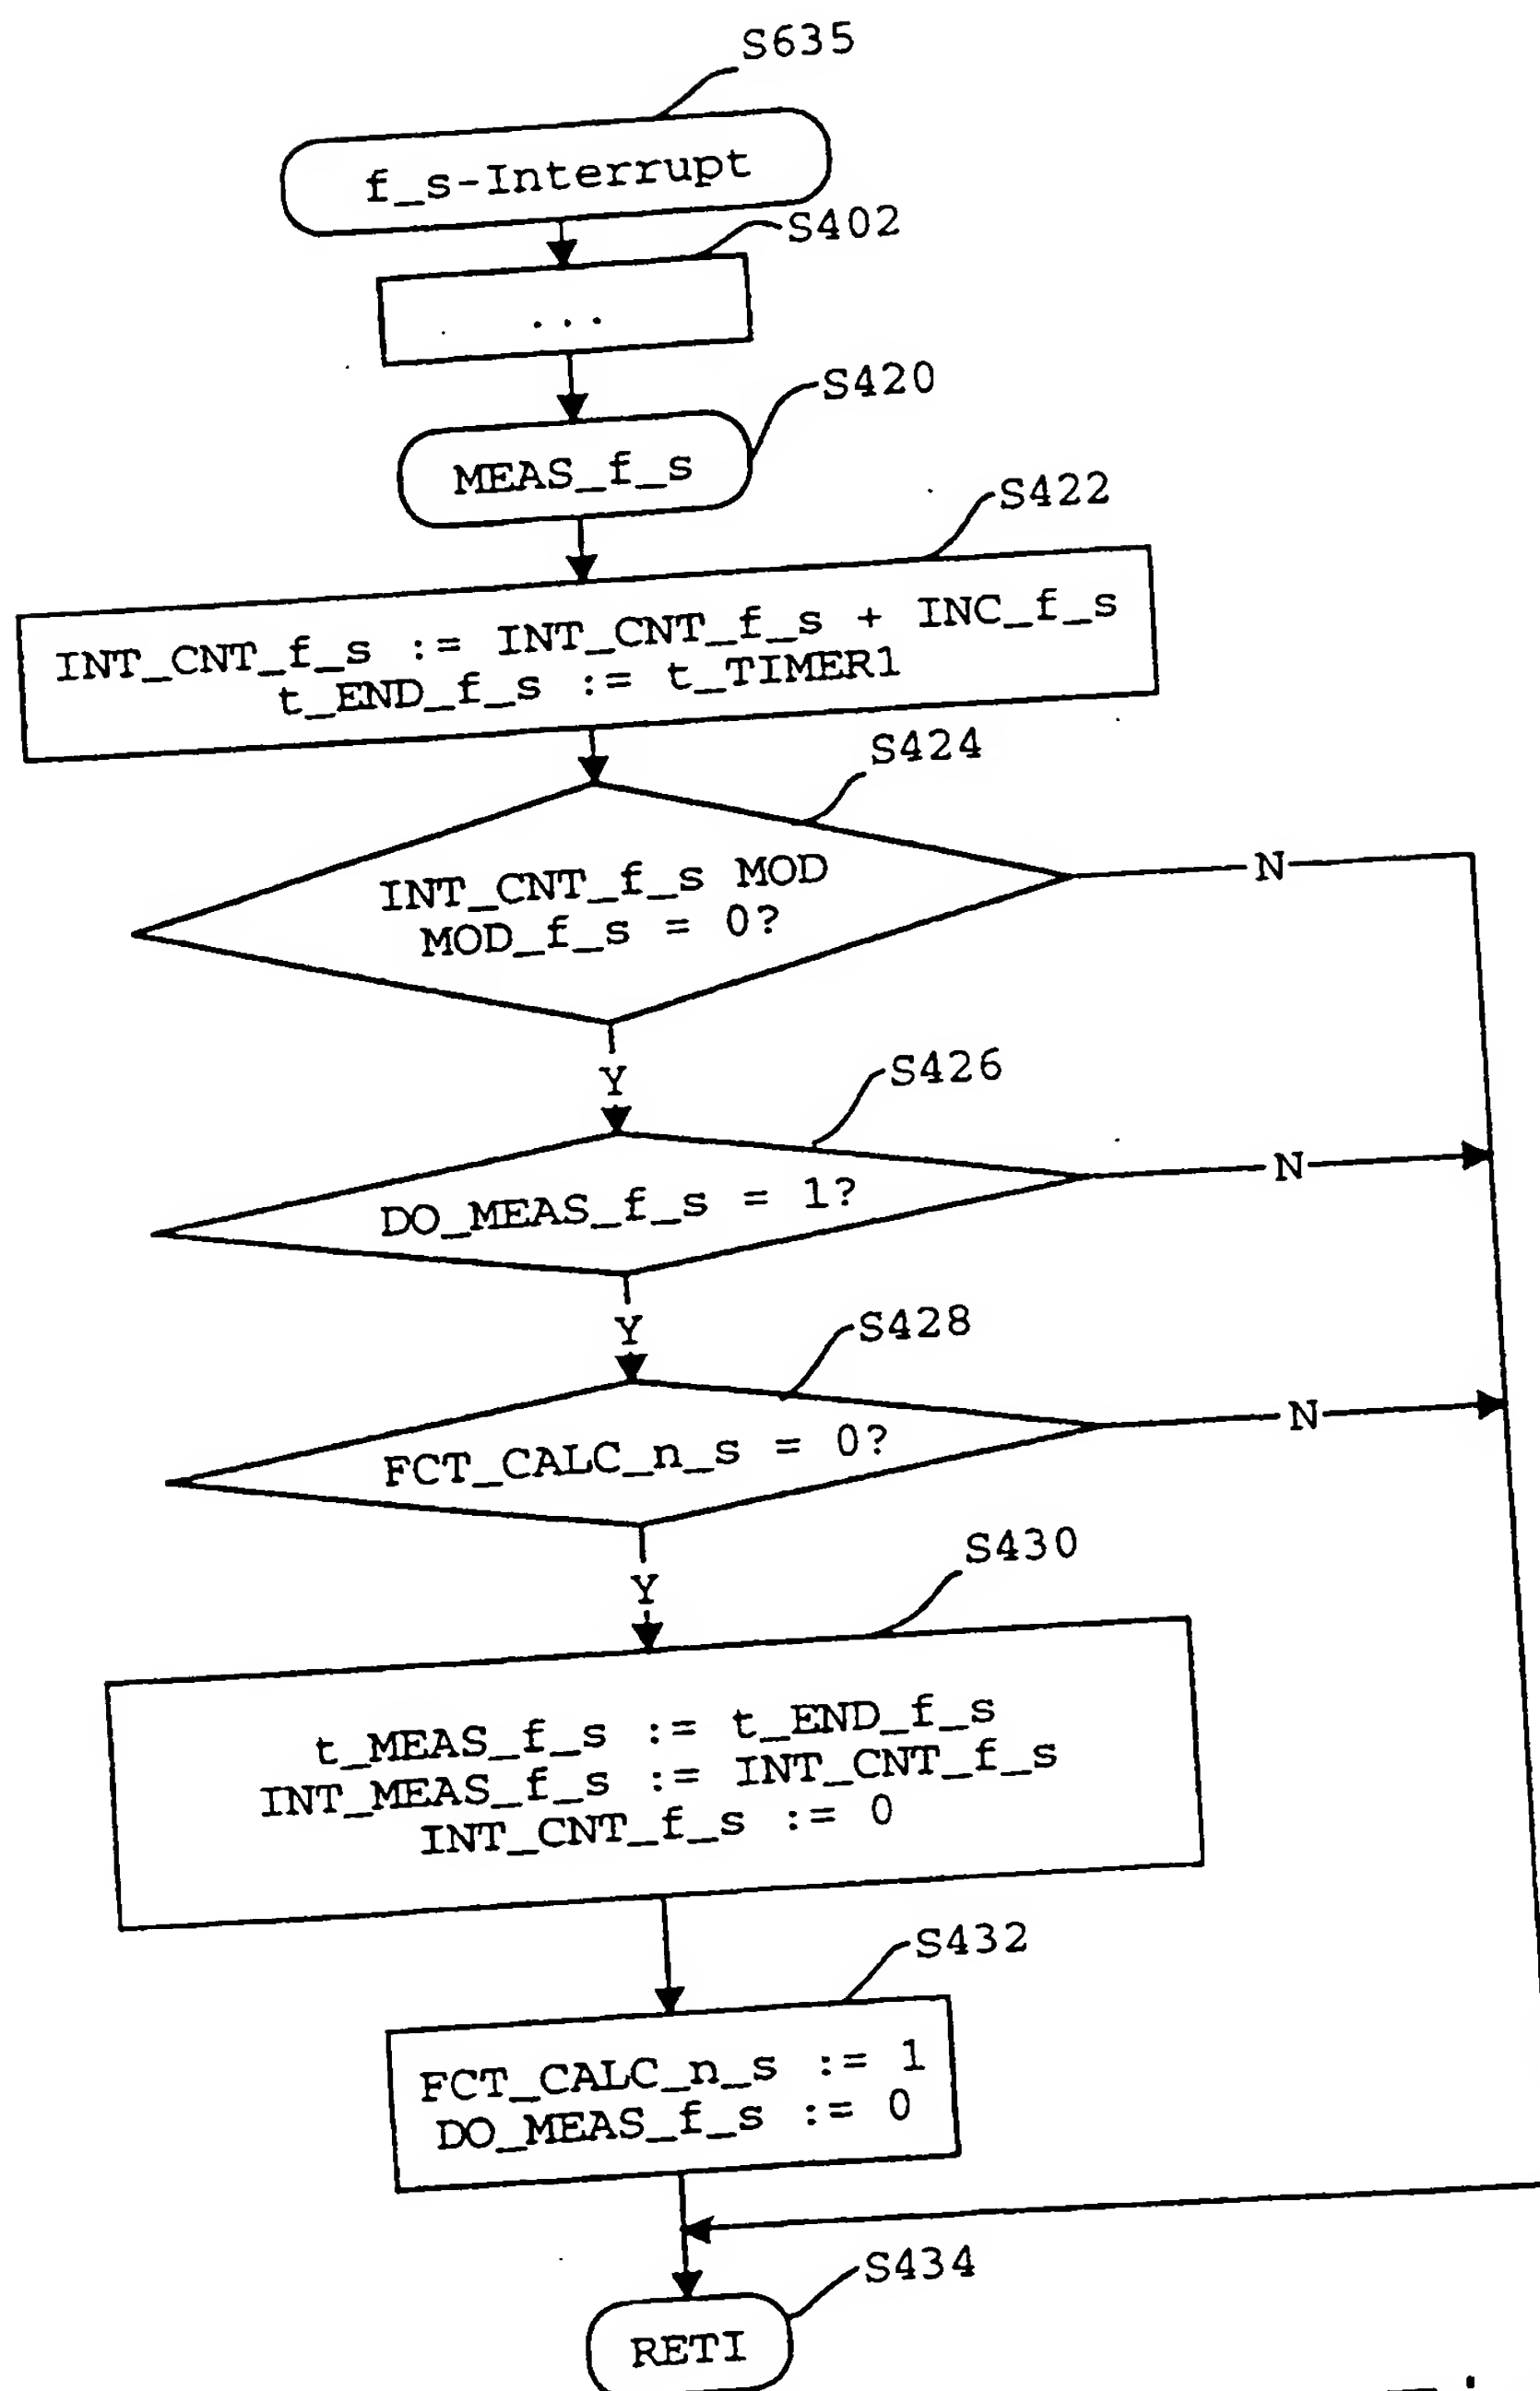 S635
f_s-Interrupt
S402
...
S420
MEAS_f_s
S422
INT_CNT_f_s := INT_CNT_f_s + INC_f_s
t_END_f_s := t_TIMER1
S424
INT_CNT_f_s MOD
MOD_f_s = 0?
N
Y
S426
DO_MEAS_f_s = 1?
N
Y
S428
FCT_CALC_n_s = 0?
N
Y
S430
t_MEAS_f_s := t_END_f_s
INT_MEAS_f_s := INT_CNT_f_s
INT_CNT_f_s := 0
S432
FCT_CALC_n_s := 1
DO_MEAS_f_s := 0
S434
RETI